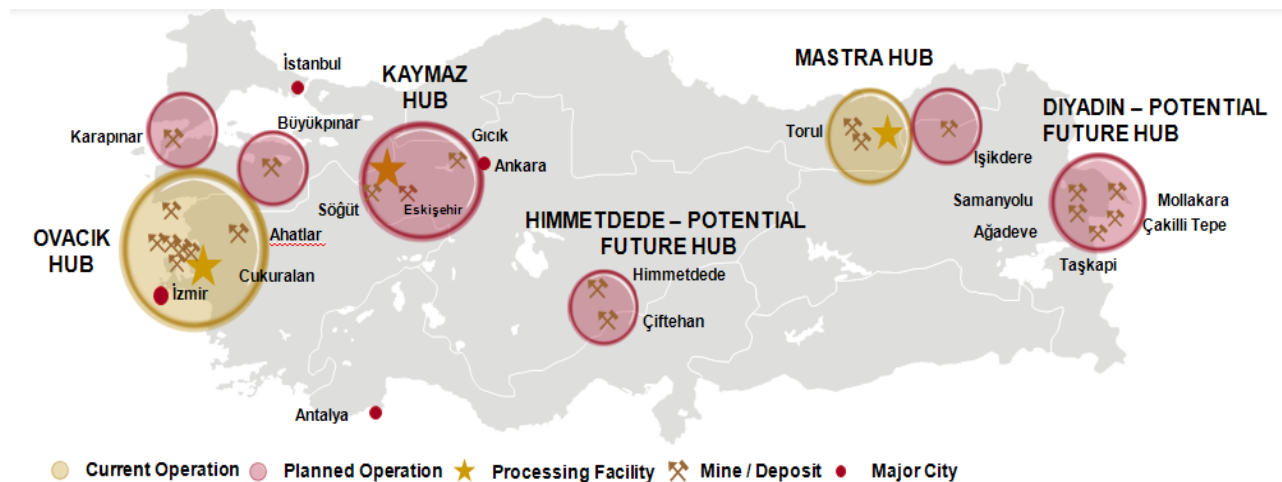 İstanbul
KAYMAZ
HUB
MASTRA HUB
DIYADIN – POTENTIAL
FUTURE HUB
Karapınar
Büyükpınar
Gıcık
Ankara
Torul
Işikdere
Söğüt
Eskişehir
Samanyolu
Mollakara
Ağadeve
Çakilli Tepe
Taşkapi
OVACIK
HUB
Ahatlar
Cukuralan
İzmir
HIMMETDEDE – POTENTIAL
FUTURE HUB
Himmetdede
Çiftehan
Antalya
Current Operation
Planned Operation
Processing Facility
Mine / Deposit
Major City